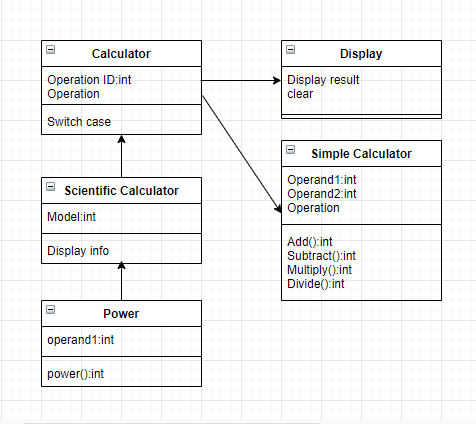 Calculator
Operation ID:int
Operation
Switch case
Display
Display result
clear
Simple Calculator
Operand1:int
Operand2:int
Operation
Add():int
Subtract():int
Multiply():int
Divide():int
Scientific Calculator
Model:int
Display info
Power
operand1:int
power():int